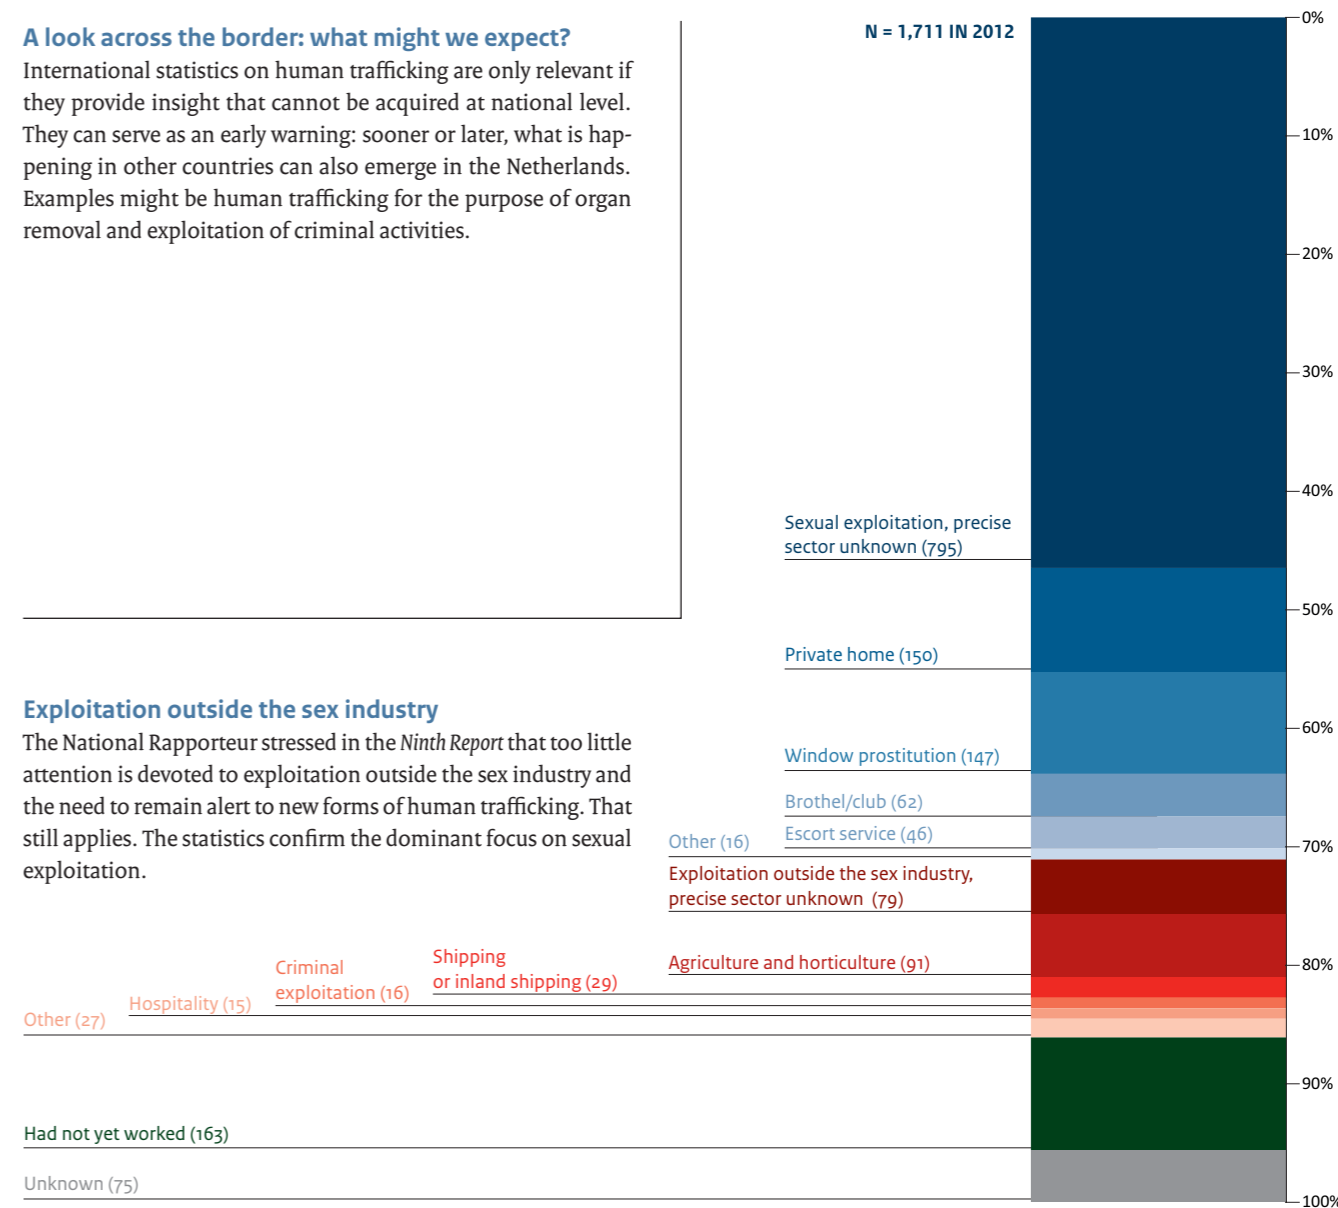 A look across the border: what might we expect?
International statistics on human trafficking are only relevant if
they provide insight that cannot be acquired at national level.
They can serve as an early warning: sooner or later, what is hap-
pening in other countries can also emerge in the Netherlands.
Examples might be human trafficking for the purpose of organ
removal and exploitation of criminal activities.
Exploitation outside the sex industry
The National Rapporteur stressed in the Ninth Report that too little
attention is devoted to exploitation outside the sex industry and
the need to remain alert to new forms of human trafficking. That
still applies. The statistics confirm the dominant focus on sexual
exploitation.
N = 1,711 IN 2012
Sexual exploitation, precise
sector unknown (795)
Private home (150)
Window prostitution (147)
Brothel/club (62)
Escort service (46)
Other (16)
Exploitation outside the sex industry,
precise sector unknown (79)
Agriculture and horticulture (91)
Shipping
or inland shipping (29)
Criminal
exploitation (16)
Hospitality (15)
Other (27)
Had not yet worked (163)
Unknown (75)
0%
10%
20%
30%
40%
50%
60%
70%
80%
90%
100%